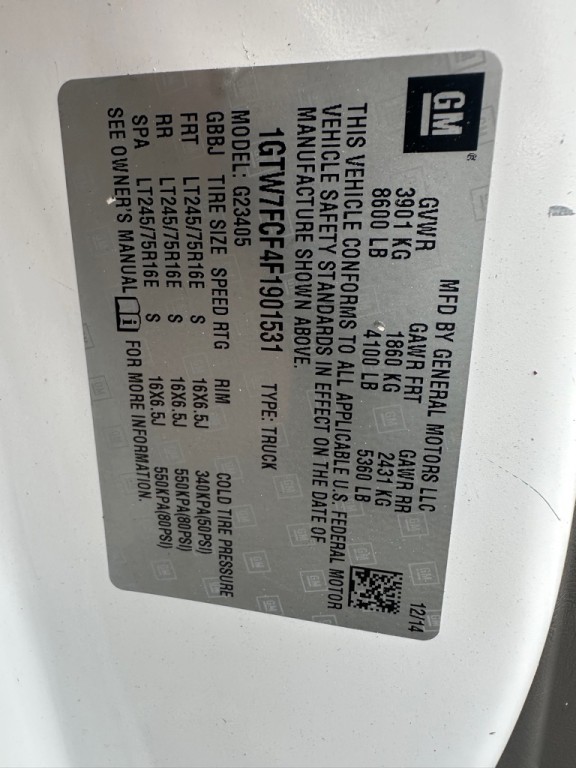 GM
MFD BY GENERAL MOTORS LLC 12/14
GVWR GAWR FRT GAWR RR
3901 KG 1860 KG 2431 KG
8600 LB 4100 LB 5360 LB
THIS VEHICLE CONFORMS TO ALL APPLICABLE U.S. FEDERAL MOTOR
VEHICLE SAFETY STANDARDS IN EFFECT ON THE DATE OF
MANUFACTURE SHOWN ABOVE.
1GTW7FCF4F1901531 TYPE: TRUCK
MODEL: G23405
GBBJ TIRE SIZE SPEED RTG RIM COLD TIRE PRESSURE
FRT LT245/75R16E S 16X6.5J 340KPA(50PSI)
RR LT245/75R16E S 16X6.5J 550KPA(80PSI)
SPA LT245/75R16E S 16X6.5J 550KPA(80PSI)
SEE OWNER'S MANUAL i FOR MORE INFORMATION.